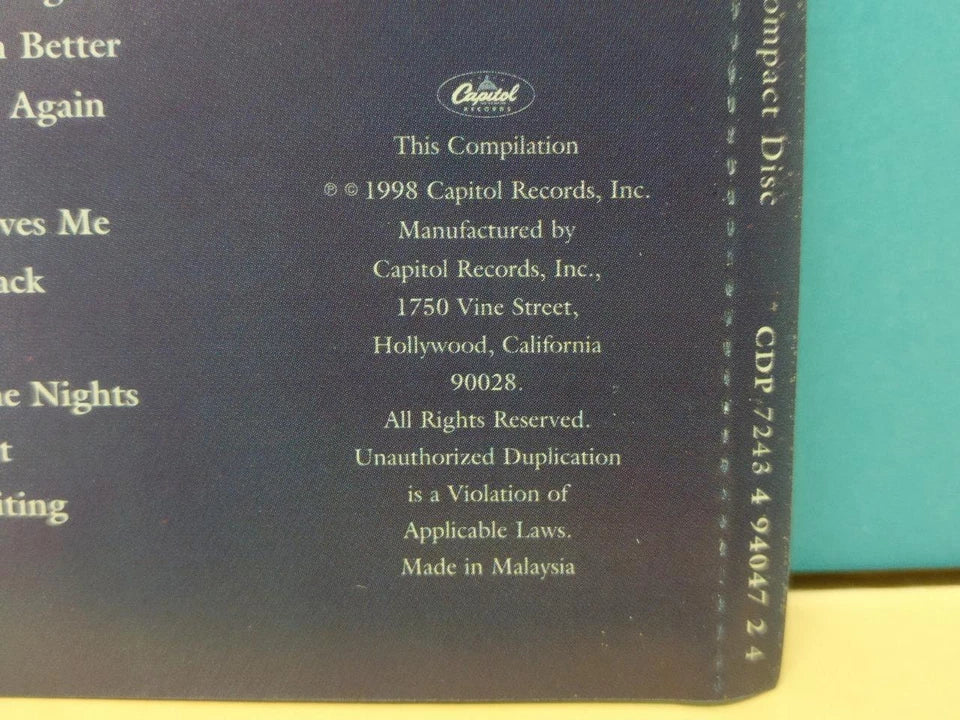 Better
Again
ves Me
ack
e Nights
t
iting
Capitol
RECORDS
This Compilation
℗ © 1998 Capitol Records, Inc.
Manufactured by
Capitol Records, Inc.,
1750 Vine Street,
Hollywood, California
90028.
All Rights Reserved.
Unauthorized Duplication
is a Violation of
Applicable Laws.
Made in Malaysia
ompact Disc
CDP 7243 4 94047 2 4